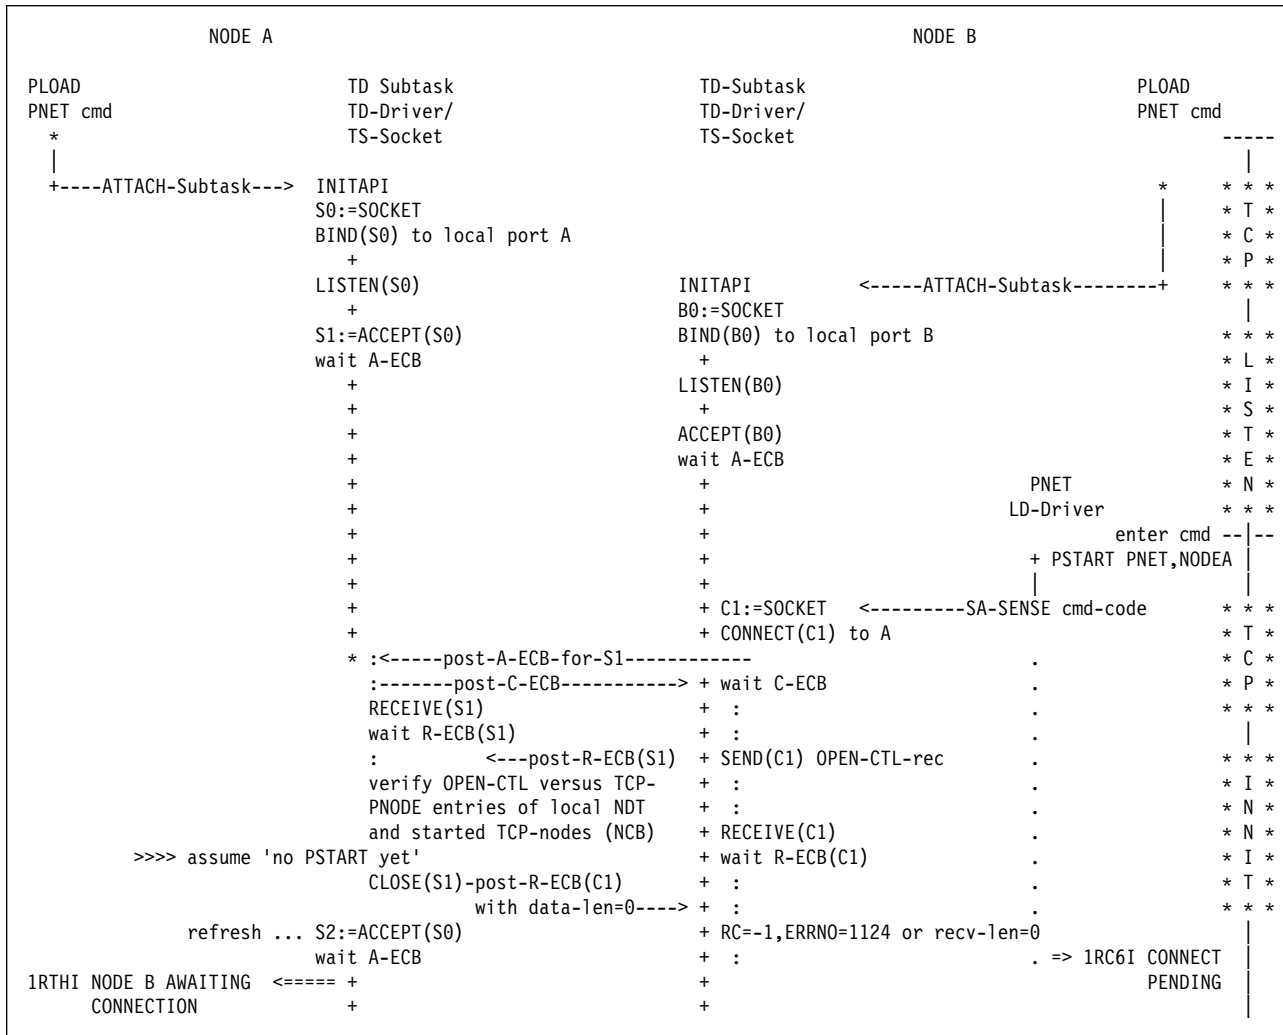 NODE A                                                            NODE B
PLOAD                         TD Subtask                       TD-Subtask                               PLOAD
PNET cmd                      TD-Driver/                       TD-Driver/                               PNET cmd
  *                           TS-Socket                        TS-Socket                                        -----
  |                                                                                                               |
  +----ATTACH-Subtask--->  INITAPI                                                                        *     * * *
                           S0:=SOCKET                                                                     |     * T *
                           BIND(S0) to local port A                                                       |     * C *
                              +                                                                           |     * P *
                           LISTEN(S0)                        INITAPI          <-----ATTACH-Subtask--------+     * * *
                              +                              B0:=SOCKET                                           |
                           S1:=ACCEPT(S0)                    BIND(B0) to local port B                           * * *
                           wait A-ECB                          +                                                * L *
                              +                              LISTEN(B0)                                         * I *
                              +                                +                                                * S *
                              +                              ACCEPT(B0)                                         * T *
                              +                              wait A-ECB                                         * E *
                              +                                +                              PNET              * N *
                              +                                +                            LD-Driver           * * *
                              +                                +                                      enter cmd --|--
                              +                                +                              + PSTART PNET,NODEA |
                              +                                +                              |                   |
                              +                                + C1:=SOCKET   <---------SA-SENSE cmd-code       * * *
                              +                                + CONNECT(C1) to A                               * T *
                              * :<-----post-A-ECB-for-S1------------                          .                 * C *
                                :-------post-C-ECB-----------> + wait C-ECB                   .                 * P *
                                RECEIVE(S1)                    +  :                           .                 * * *
                                wait R-ECB(S1)                 +  :                           .                   |
                                :          <---post-R-ECB(S1)  + SEND(C1) OPEN-CTL-rec        .                 * * *
                                verify OPEN-CTL versus TCP-    +  :                           .                 * I *
                                PNODE entries of local NDT     +  :                           .                 * N *
                                and started TCP-nodes (NCB)    + RECEIVE(C1)                  .                 * N *
          >>>> assume 'no PSTART yet'                          + wait R-ECB(C1)               .                 * I *
                                CLOSE(S1)-post-R-ECB(C1)       +  :                           .                 * T *
                                          with data-len=0----> +  :                           .                 * * *
               refresh ... S2:=ACCEPT(S0)                      + RC=-1,ERRNO=1124 or recv-len=0                   |
                           wait A-ECB                          +  :                           . => 1RC6I CONNECT  |
1RTHI NODE B AWAITING  <===== +                                +                                         PENDING  |
      CONNECTION              +                                +                                                  |